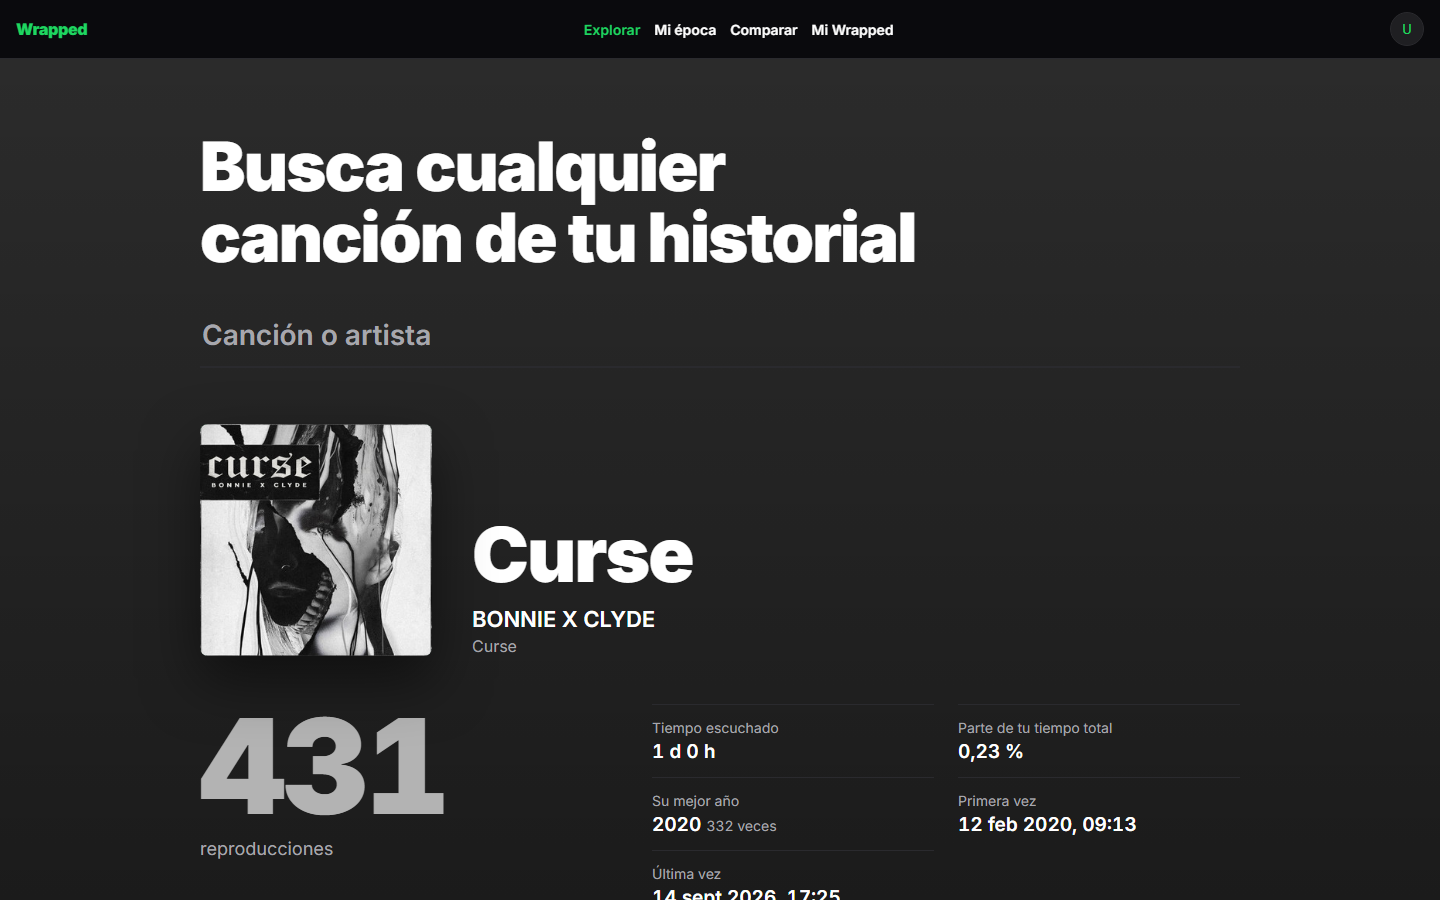 Wrapped
Explorar Mi época Comparar Mi Wrapped
U
Busca cualquier
canción de tu historial
Canción o artista
curse
BONNIE X CLYDE
Curse
BONNIE X CLYDE
Curse
431
reproducciones
Tiempo escuchado
1 d 0 h
Parte de tu tiempo total
0,23 %
Su mejor año
2020 332 veces
Primera vez
12 feb 2020, 09:13
Última vez
14 sept 2026, 17:25